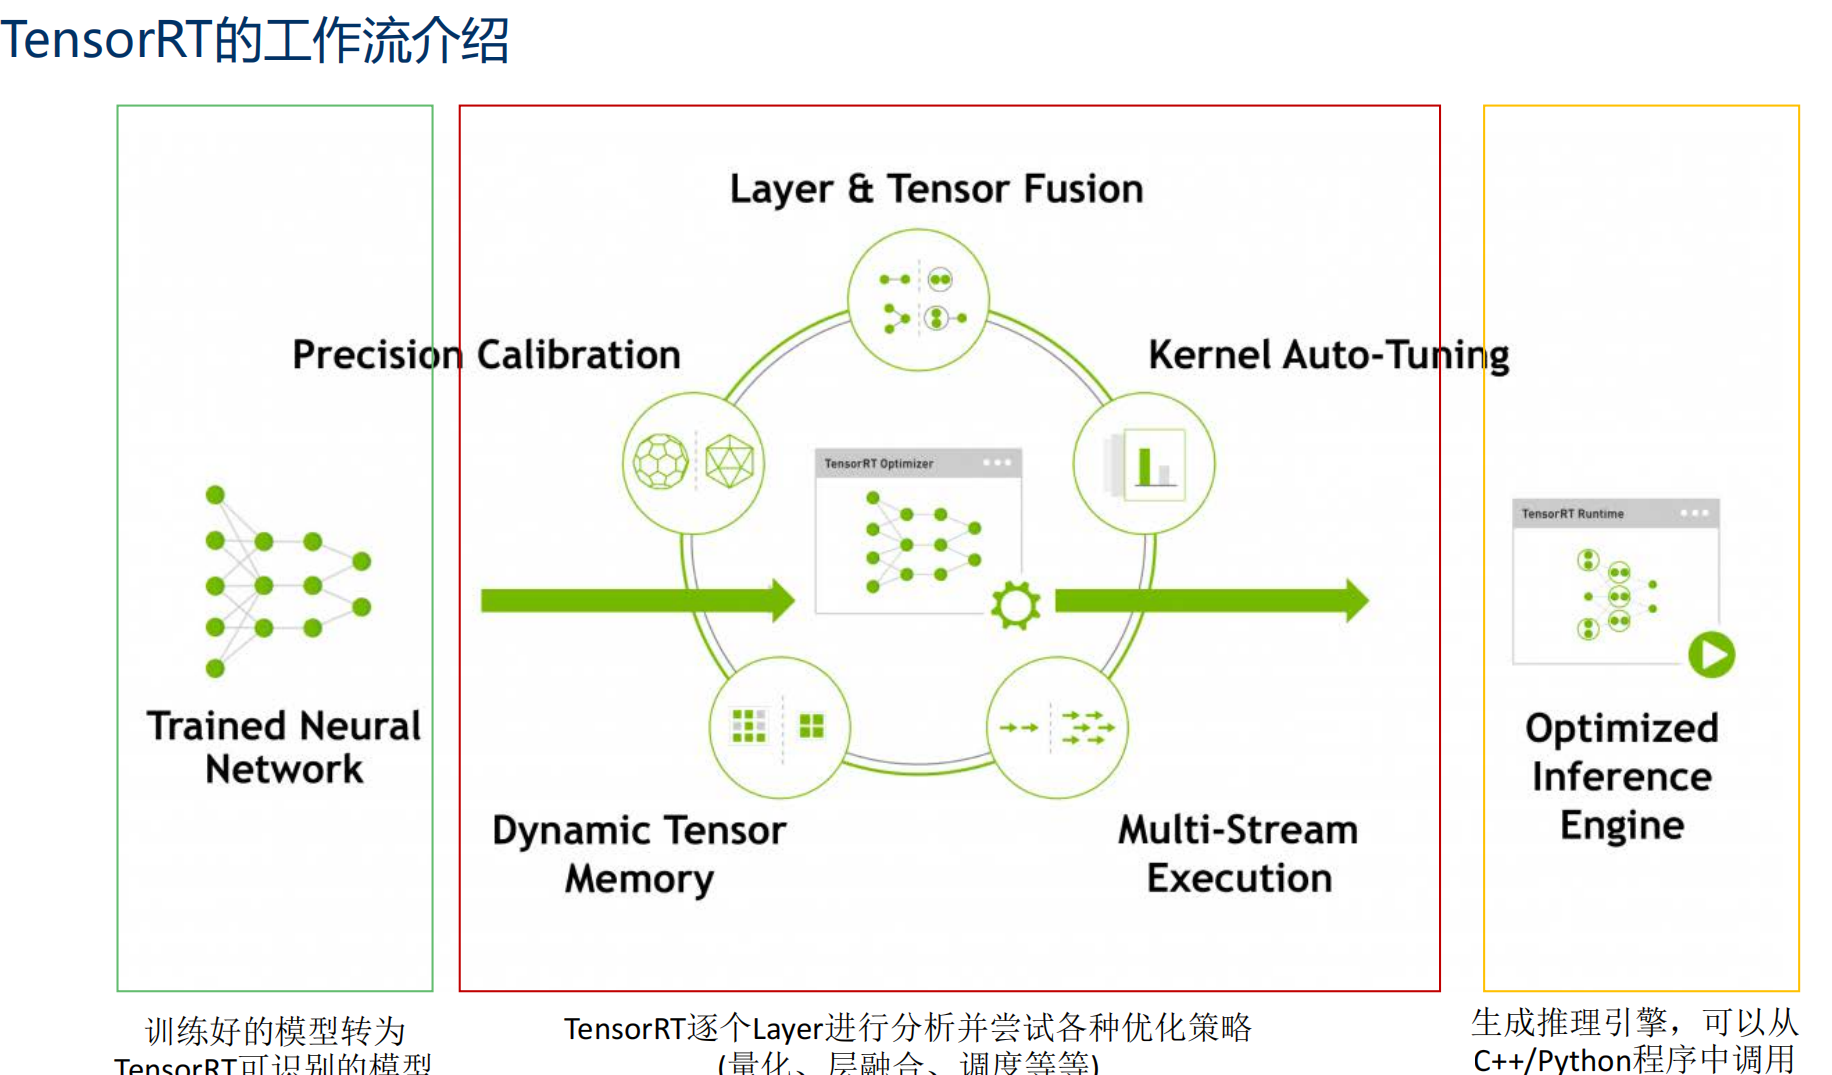 TensorRT的工作流介绍
Layer & Tensor Fusion
Precision Calibration
Kernel Auto-Tuning
TensorRT Optimizer
TensorRT Runtime
Trained Neural
Network
Optimized
Inference
Engine
Dynamic Tensor
Memory
Multi-Stream
Execution
训练好的模型转为
TensorRT可识别的模型
TensorRT逐个Layer进行分析并尝试各种优化策略
(量化、层融合、调度等等)
生成推理引擎，可以从
C++/Python程序中调用